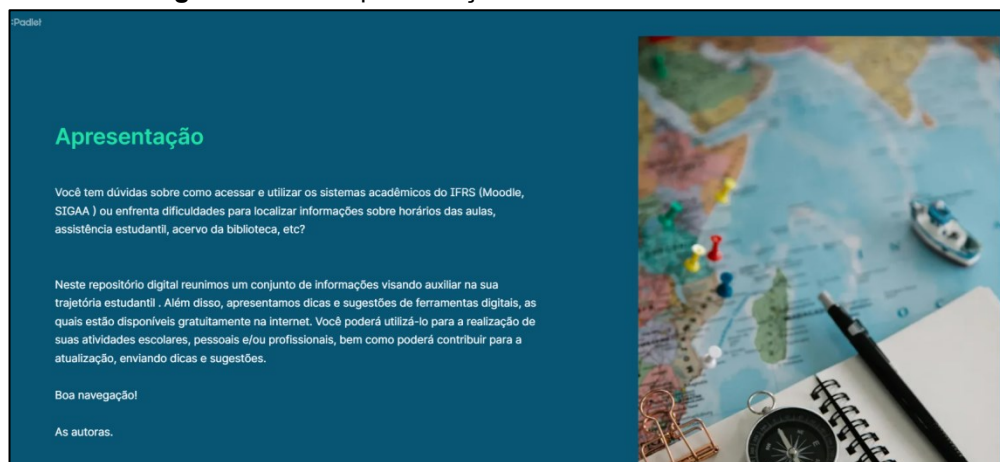 :Padlet
Apresentação
Você tem dúvidas sobre como acessar e utilizar os sistemas acadêmicos do IFRS (Moodle,
SIGAA ) ou enfrenta dificuldades para localizar informações sobre horários das aulas,
assistência estudantil, acervo da biblioteca, etc?
Neste repositório digital reunimos um conjunto de informações visando auxiliar na sua
trajetória estudantil . Além disso, apresentamos dicas e sugestões de ferramentas digitais, as
quais estão disponíveis gratuitamente na internet. Você poderá utilizá-lo para a realização de
suas atividades escolares, pessoais e/ou profissionais, bem como poderá contribuir para a
atualização, enviando dicas e sugestões.
Boa navegação!
As autoras.